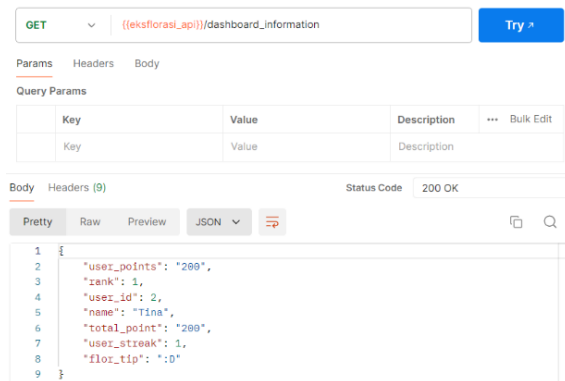 GET {{eksflorasi_api}}/dashboard_information Try
Params Headers Body
Query Params
Key Value Description ••• Bulk Edit
Key Value Description
Body Headers (9) Status Code 200 OK
Pretty Raw Preview JSON
1 {
2 "user_points": "200",
3 "rank": 1,
4 "user_id": 2,
5 "name": "Tina",
6 "total_point": "200",
7 "user_streak": 1,
8 "flor_tip": ":D"
9 }